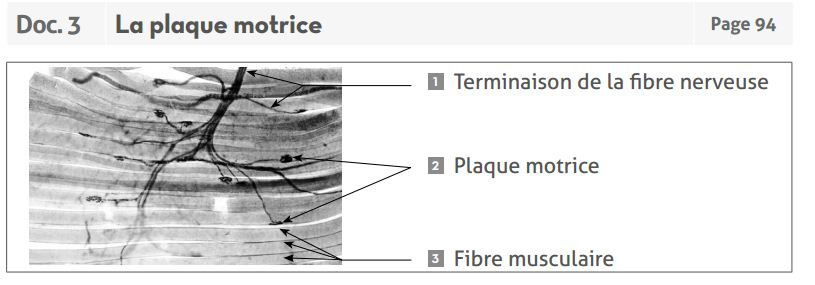 Doc. 3 La plaque motrice Page 94
1 Terminaison de la fibre nerveuse
2 Plaque motrice
3 Fibre musculaire